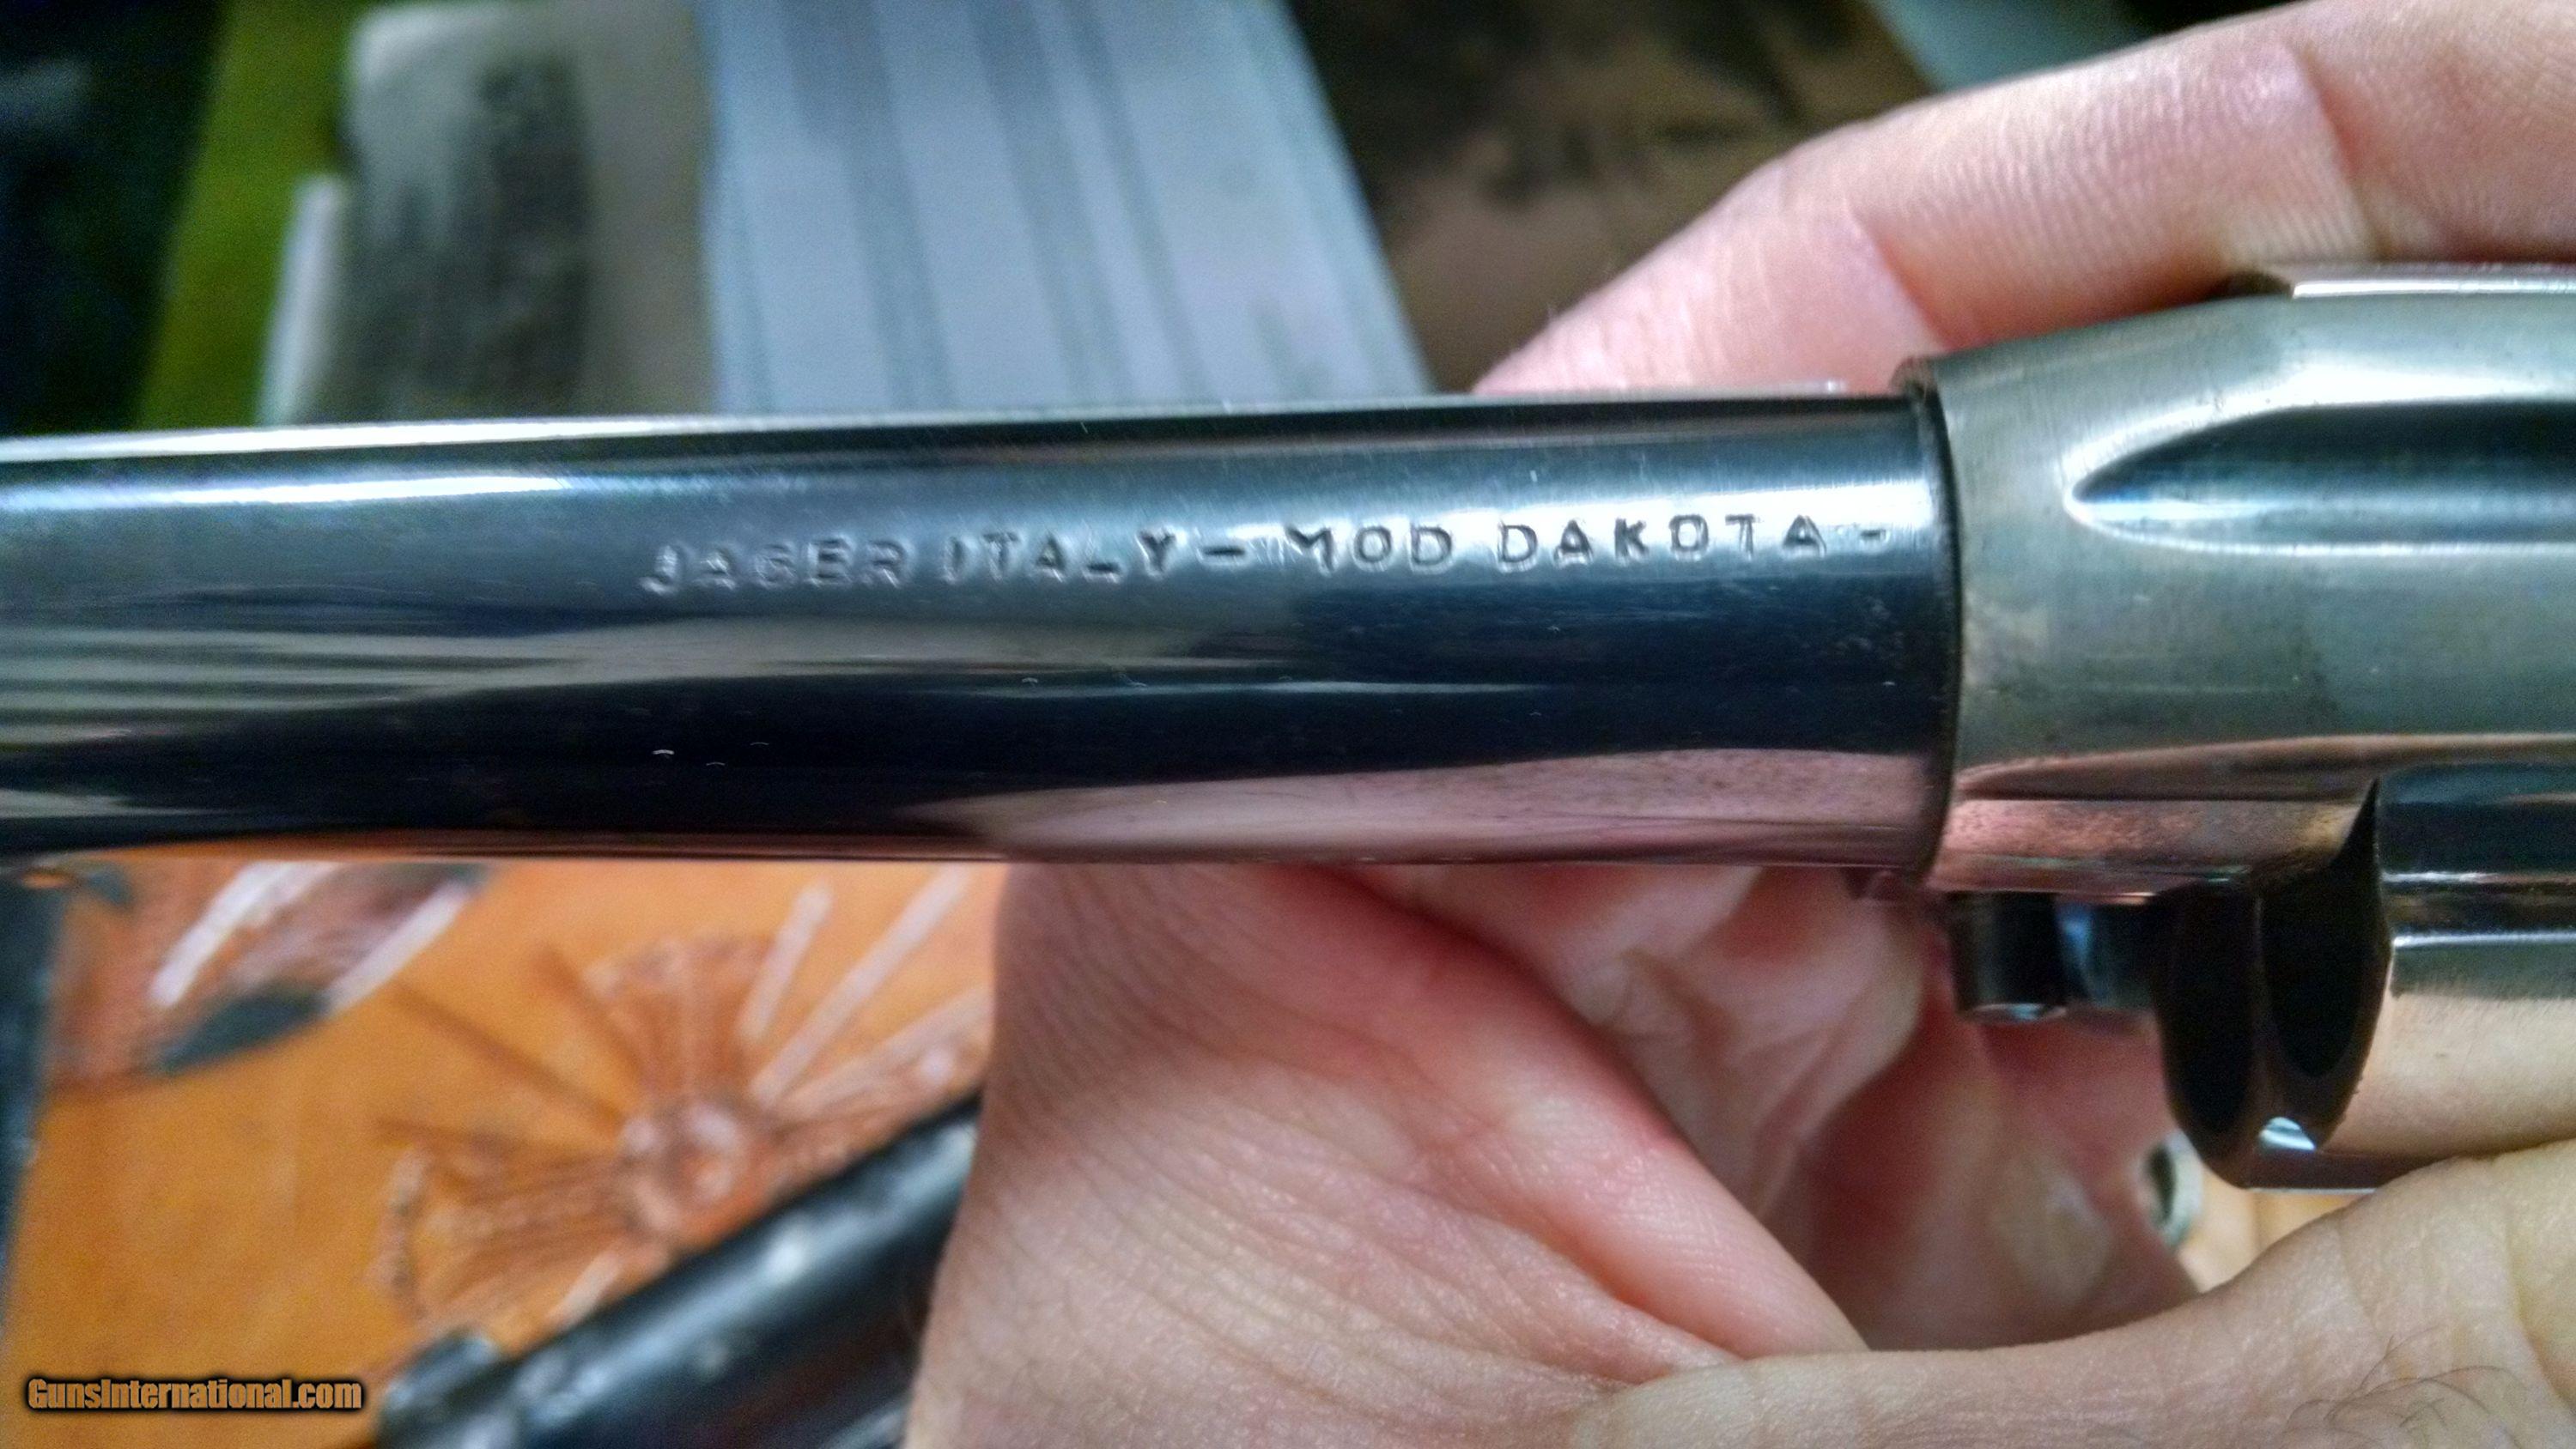 JAGER ITALY - MOD DAKOTA -
GunsInternational.com